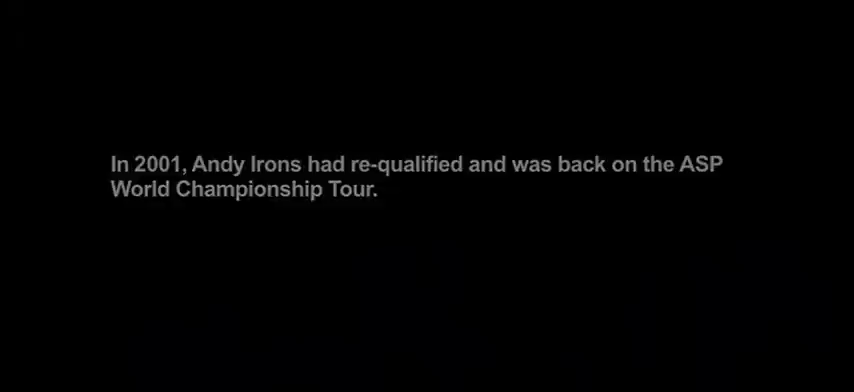 In 2001, Andy Irons had re-qualified and was back on the ASP
World Championship Tour.